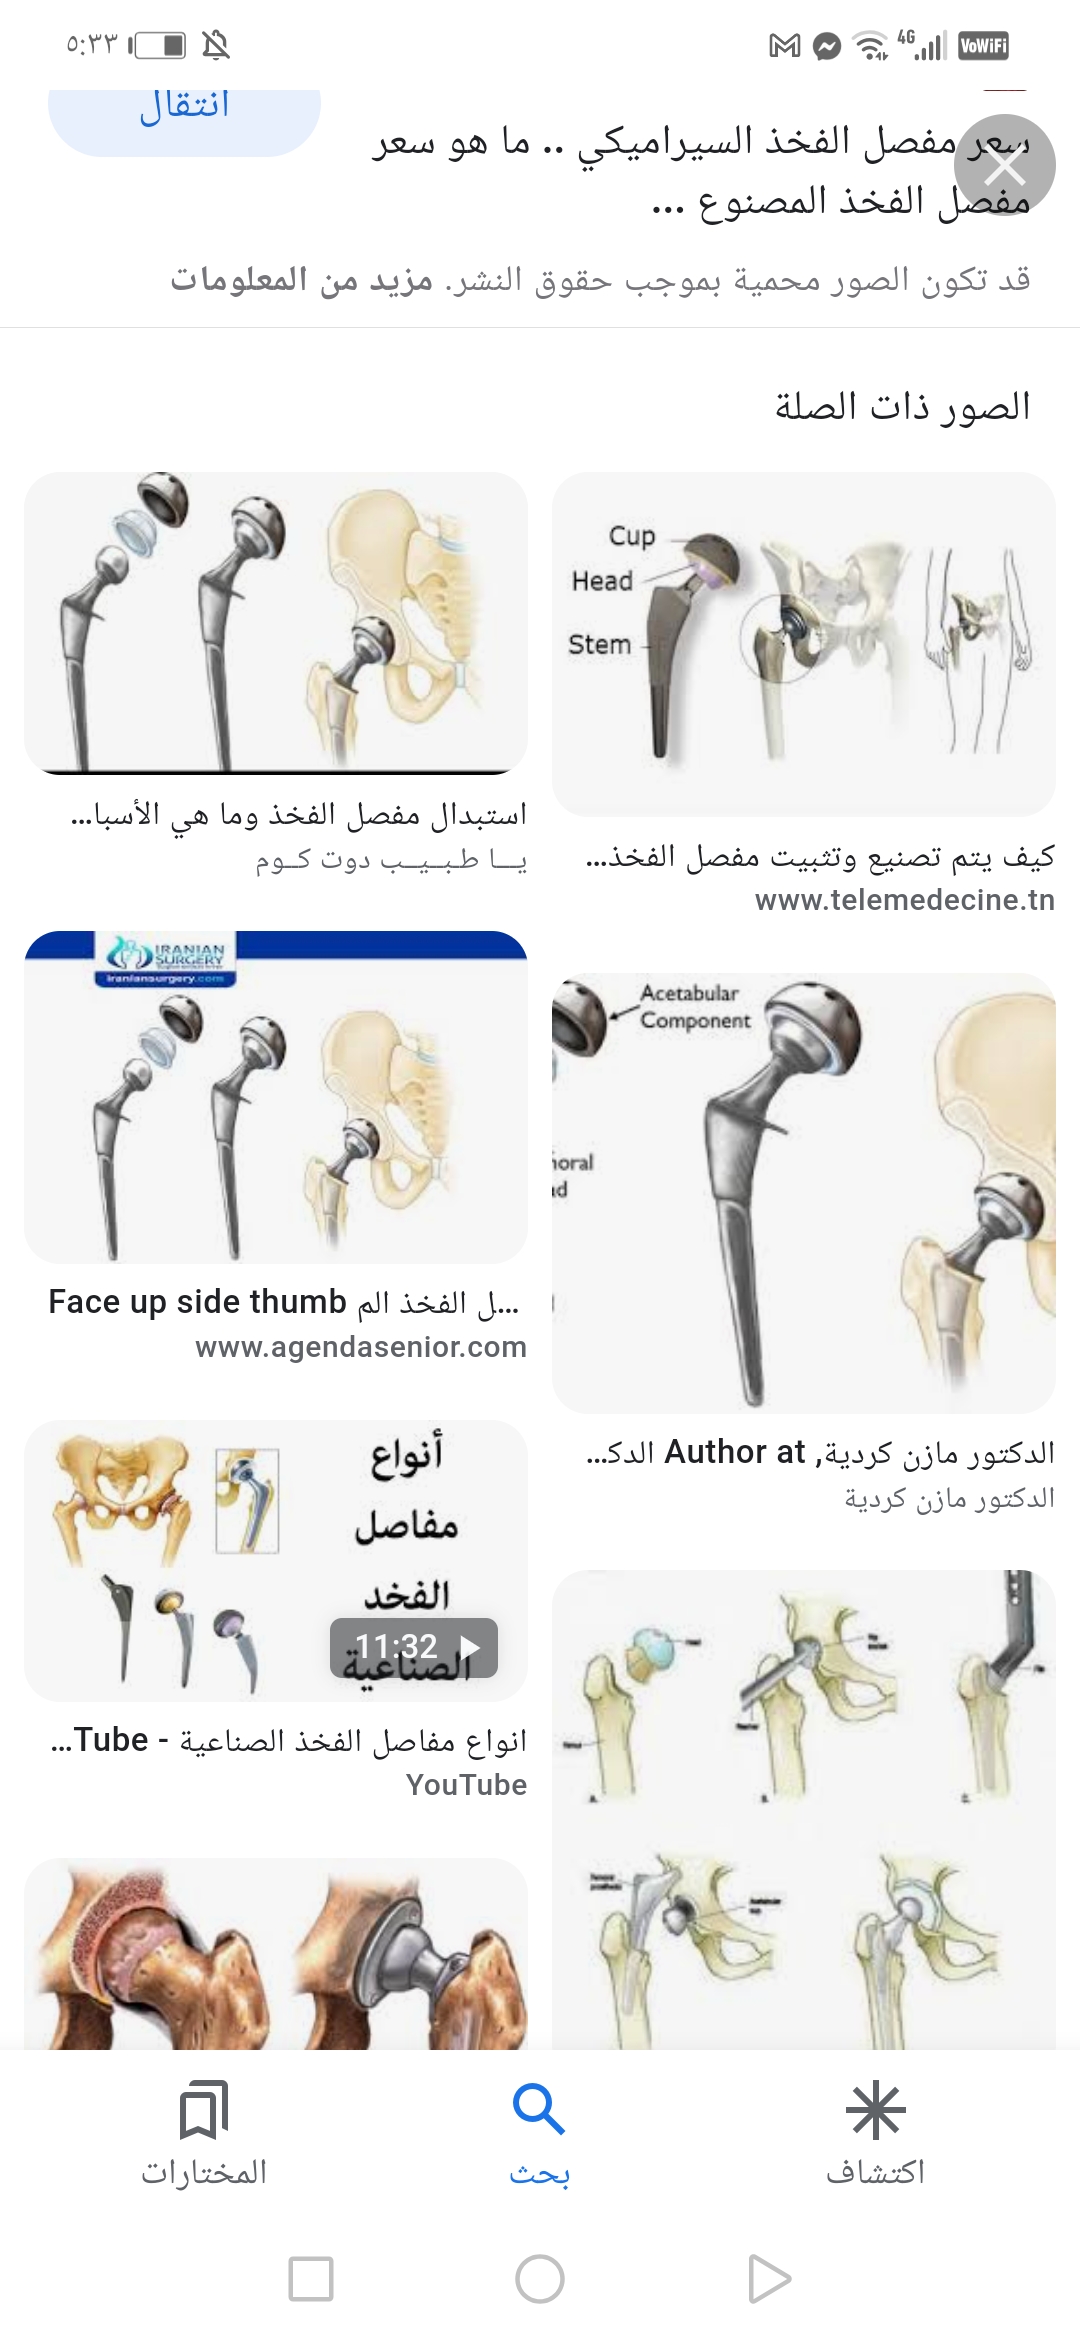 ٥:٣٣
4G
VoWiFi
انتقال
سعر مفصل الفخذ السيراميكي .. ما هو سعر
مفصل الفخذ المصنوع ...
قد تكون الصور محمية بموجب حقوق النشر. مزيد من المعلومات
الصور ذات الصلة
Cup
Head
Stem
كيف يتم تصنيع وتثبيت مفصل الفخذ...
www.telemedecine.tn
استبدال مفصل الفخذ وما هي الأسبا...
يــا طـبـيــب دوت كــوم
IRANIAN
SURGERY
iraniansurgery.com
Face up side thumb ل الفخذ الم...
www.agendasenior.com
Acetabular
Component
الدكتور مازن كردية, Author at الدك...
الدكتور مازن كردية
أنواع
مفاصل
الفخد
الصناعية
11:32
انواع مفاصل الفخذ الصناعية - Tube...
YouTube
A.
B.
C.
اكتشاف
بحث
المختارات